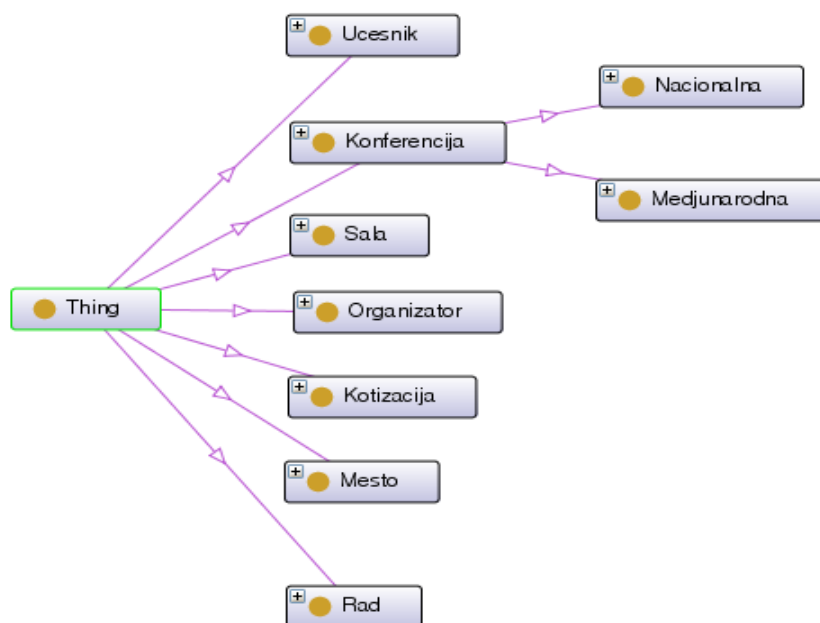 Ucesnik
Nacionalna
Konferencija
Medjunarodna
Sala
Thing
Organizator
Kotizacija
Mesto
Rad